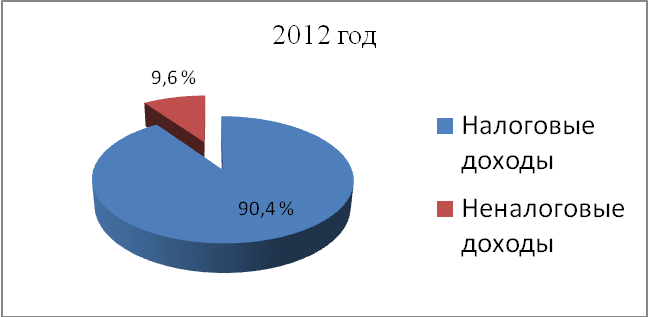 2012 год
9,6 %
90,4 %
Налоговые
доходы
Неналоговые
доходы